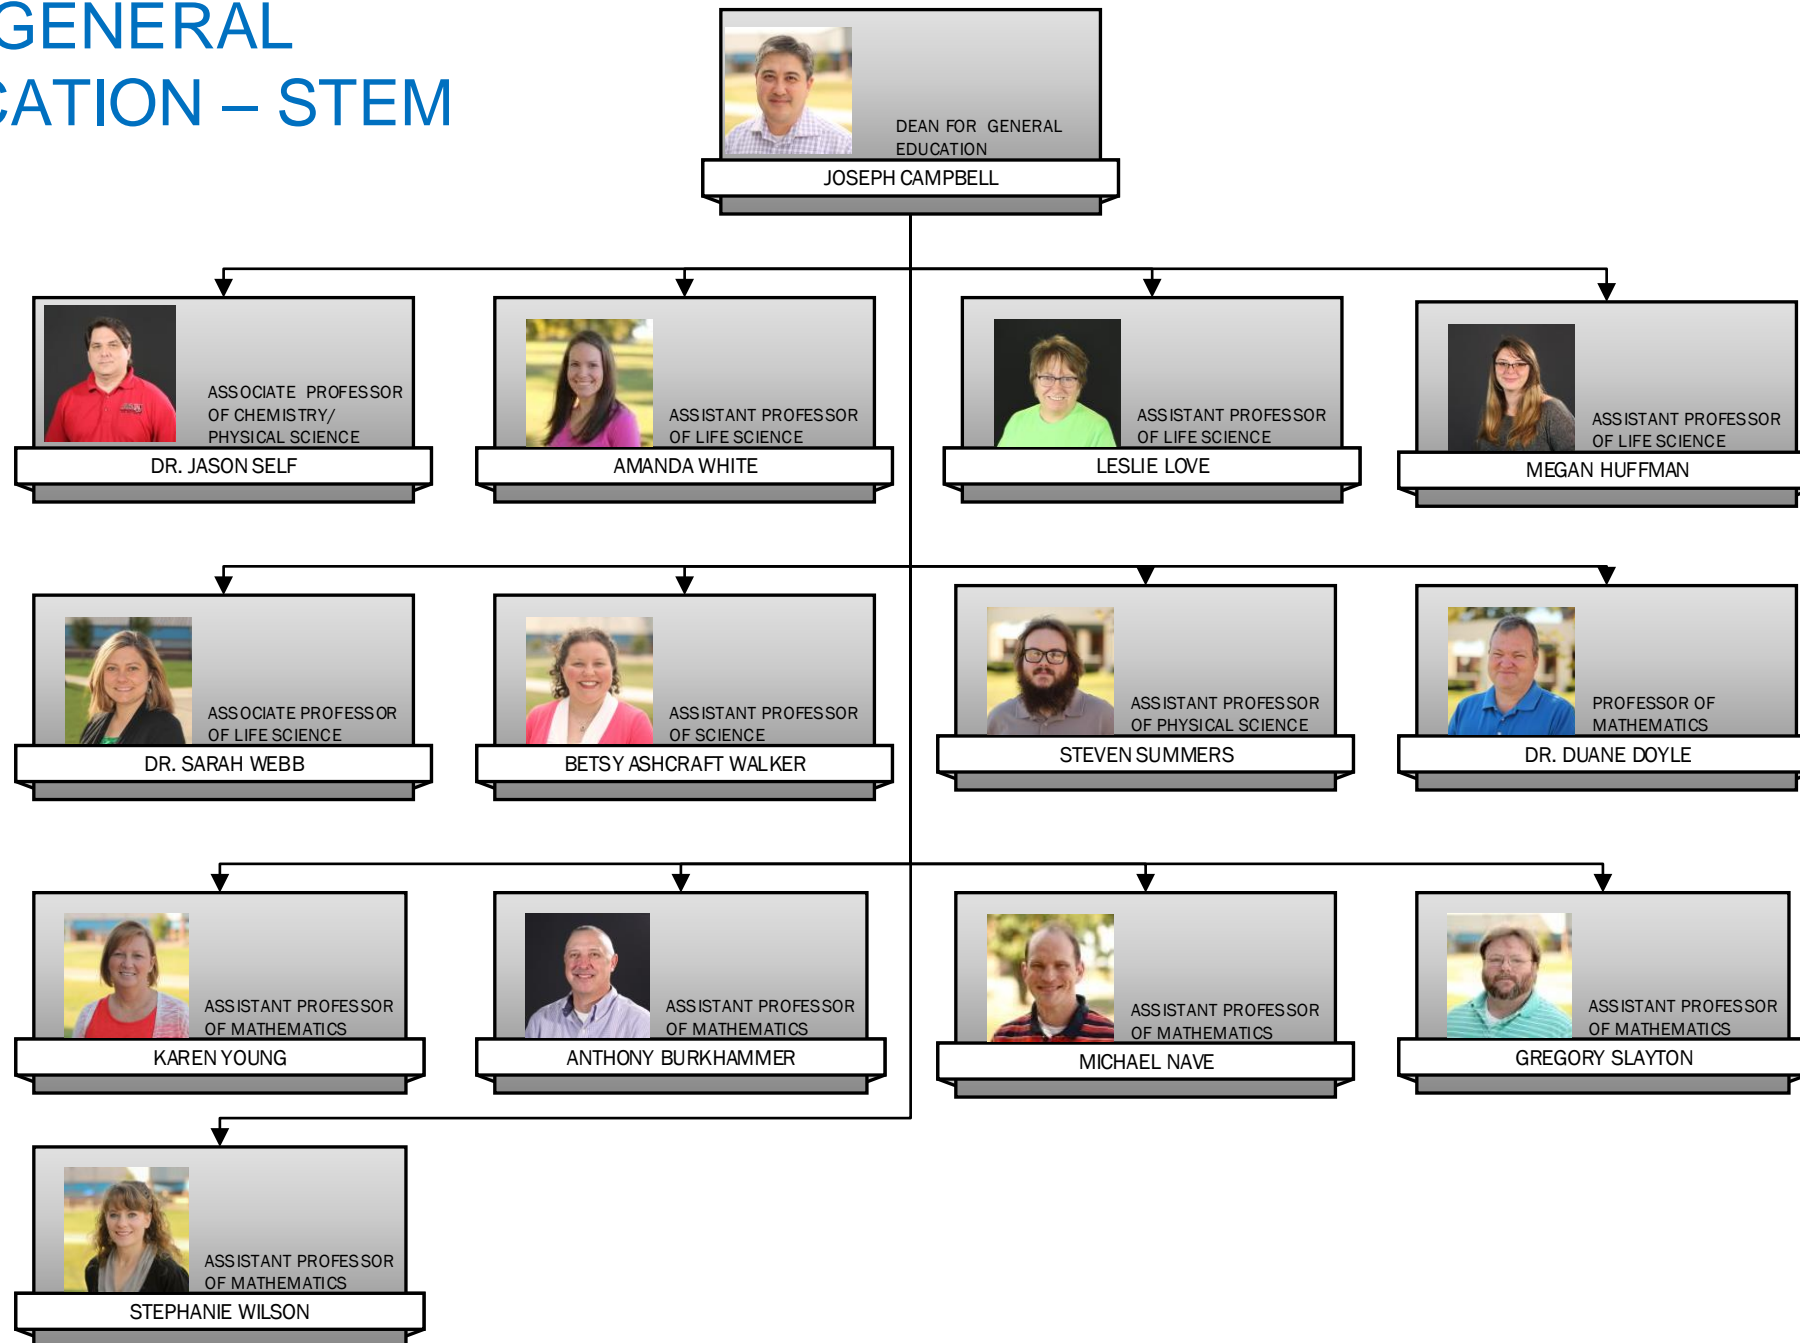 GENERAL
CATION – STEM
DEAN FOR GENERAL
EDUCATION
JOSEPH CAMPBELL
ASSOCIATE PROFESSOR
OF CHEMISTRY/
PHYSICAL SCIENCE
DR. JASON SELF
ASSISTANT PROFESSOR
OF LIFE SCIENCE
AMANDA WHITE
ASSISTANT PROFESSOR
OF LIFE SCIENCE
LESLIE LOVE
ASSISTANT PROFESSOR
OF LIFE SCIENCE
MEGAN HUFFMAN
ASSOCIATE PROFESSOR
OF LIFE SCIENCE
DR. SARAH WEBB
ASSISTANT PROFESSOR
OF SCIENCE
BETSY ASHCRAFT WALKER
ASSISTANT PROFESSOR
OF PHYSICAL SCIENCE
STEVEN SUMMERS
PROFESSOR OF
MATHEMATICS
DR. DUANE DOYLE
ASSISTANT PROFESSOR
OF MATHEMATICS
KAREN YOUNG
ASSISTANT PROFESSOR
OF MATHEMATICS
ANTHONY BURKHAMMER
ASSISTANT PROFESSOR
OF MATHEMATICS
MICHAEL NAVE
ASSISTANT PROFESSOR
OF MATHEMATICS
GREGORY SLAYTON
ASSISTANT PROFESSOR
OF MATHEMATICS
STEPHANIE WILSON